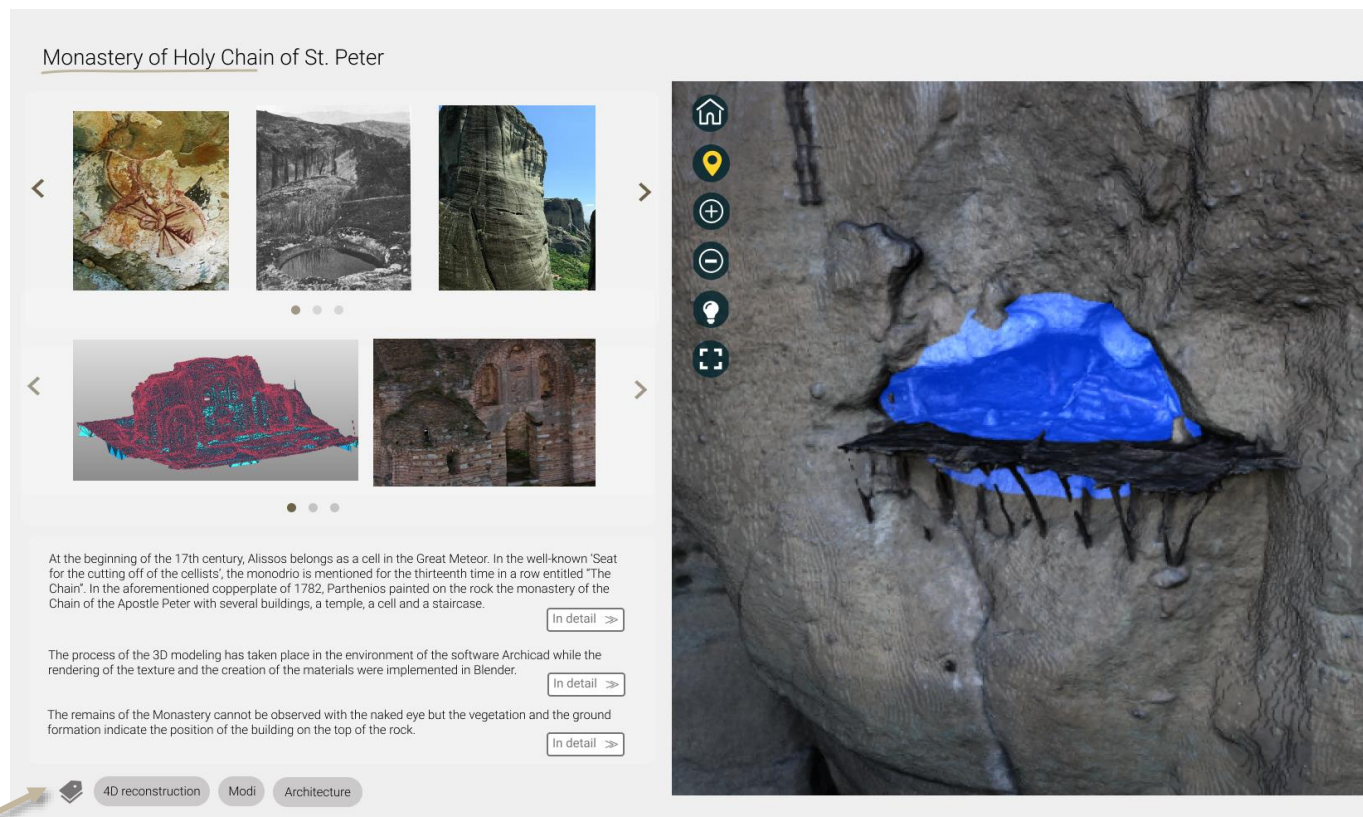 Monastery of Holy Chain of St. Peter
At the beginning of the 17th century, Alissos belongs as a cell in the Great Meteor. In the well-known ‘Seat
for the cutting off of the cellists’, the monodrio is mentioned for the thirteenth time in a row entitled “The
Chain”. In the aforementioned copperplate of 1782, Parthenios painted on the rock the monastery of the
Chain of the Apostle Peter with several buildings, a temple, a cell and a staircase.
In detail ≫
The process of the 3D modeling has taken place in the environment of the software Archicad while the
rendering of the texture and the creation of the materials were implemented in Blender.
In detail ≫
The remains of the Monastery cannot be observed with the naked eye but the vegetation and the ground
formation indicate the position of the building on the top of the rock.
In detail ≫
4D reconstruction
Modi
Architecture